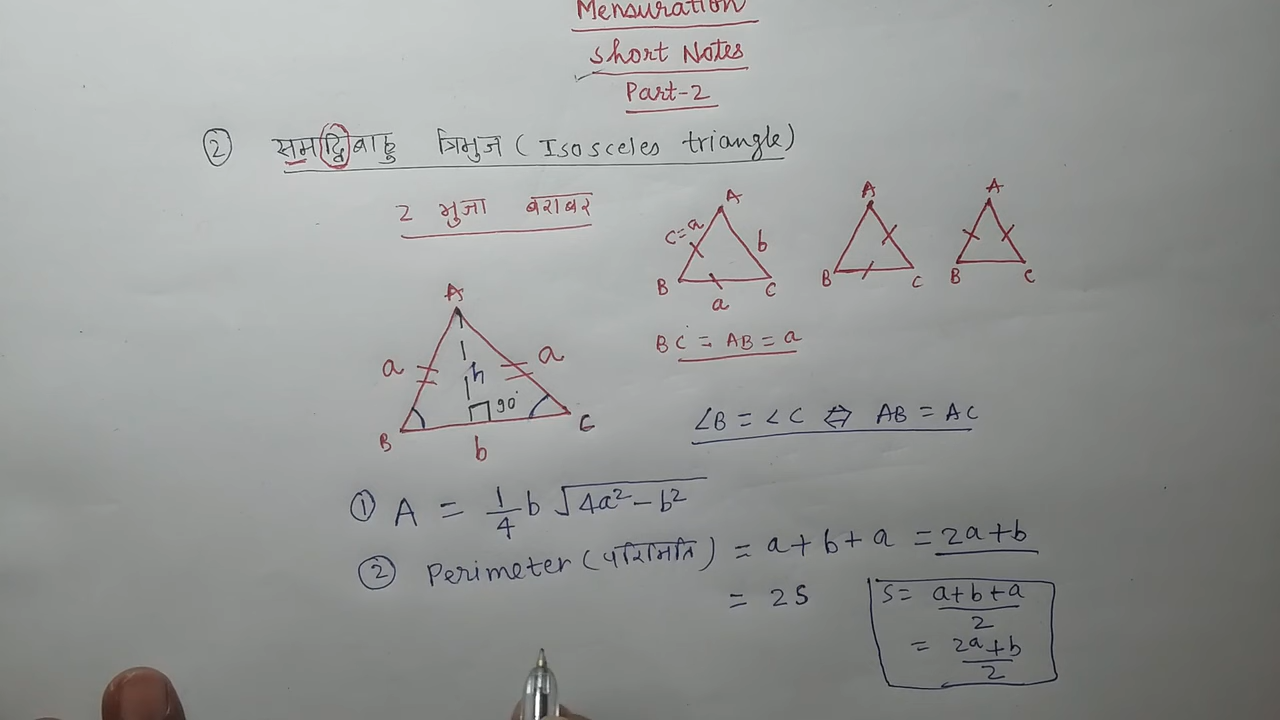 Mensuration
Short Notes
Part-2
② समद्विबाहु त्रिभुज (Isosceles triangle)
2 भुजा बराबर
A
c=a
b
B
C
a
BC = AB = a
A
B
C
A
B
C
A
a
a
h
90°
B
C
b
∠B = ∠C ⇔ AB = AC
① A = 1/4 b √4a²-b²
② Perimeter (परिमिति) = a+b+a = 2a+b
= 2S
S = a+b+a/2
= 2a+b/2